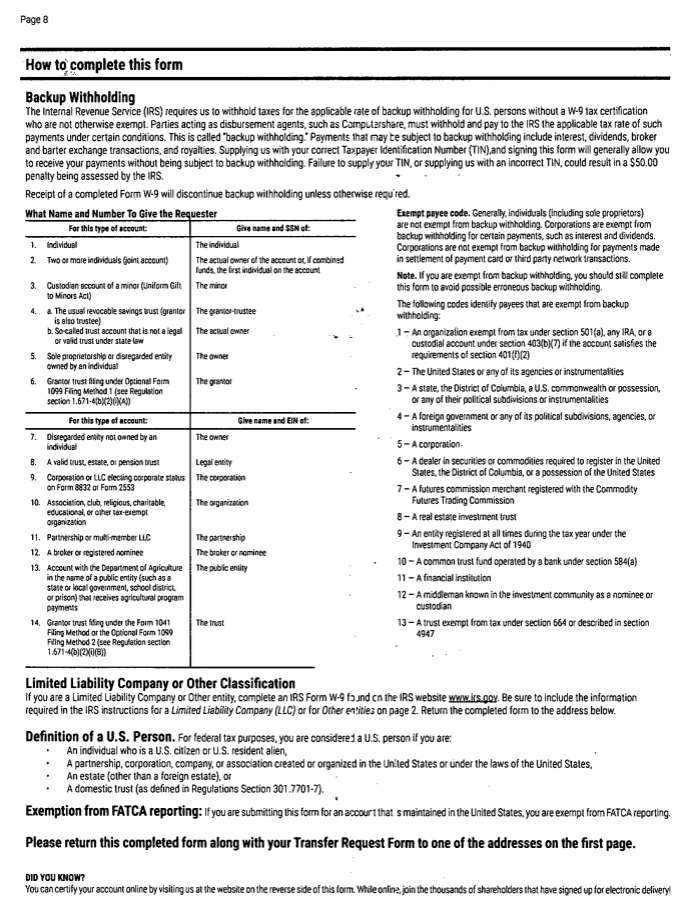 Page 8
How to complete this form
Backup Withholding
The Internal Revenue Service (IRS) requires us to withhold taxes for the applicable rate of backup withholding for U.S. persons without a W-9 tax certification
who are not otherwise exempt. Parties acting as disbursement agents, such as Computershare, must withhold and pay to the IRS the applicable tax rate of such
payments under certain conditions. This is called "backup withholding." Payments that may be subject to backup withholding include interest, dividends, broker
and barter exchange transactions, and royalties. Supplying us with your correct Taxpayer Identification Number (TIN),and signing this form will generally allow you
to receive your payments without being subject to backup withholding. Failure to supply your TIN, or supplying us with an incorrect TIN, could result in a $50.00
penalty being assessed by the IRS.
Receipt of a completed Form W-9 will discontinue backup withholding unless otherwise required.
What Name and Number To Give the Requester
For this type of account: Give name and SSN of:
1. Individual The individual
2. Two or more individuals (joint account) The actual owner of the account or, if combined
funds, the first individual on the account
3. Custodian account of a minor (Uniform Gift The minor
to Minors Act)
4. a. The usual revocable savings trust (grantor The grantor-trustee
is also trustee)
b. So-called trust account that is not a legal The actual owner
or valid trust under state law
5. Sole proprietorship or disregarded entity The owner
owned by an individual
6. Grantor trust filing under Optional Form The grantor
1099 Filing Method 1 (see Regulation
section 1.671-4(b)(2)(i)(A))
For this type of account: Give name and EIN of:
7. Disregarded entity not owned by an The owner
individual
8. A valid trust, estate, or pension trust Legal entity
9. Corporation or LLC electing corporate status The corporation
on Form 8832 or Form 2553
10. Association, club, religious, charitable, The organization
educational, or other tax-exempt
organization
11. Partnership or multi-member LLC The partnership
12. A broker or registered nominee The broker or nominee
13. Account with the Department of Agriculture The public entity
in the name of a public entity (such as a
state or local government, school district,
or prison) that receives agricultural program
payments
14. Grantor trust filing under the Form 1041 The trust
Filing Method or the Optional Form 1099
Filing Method 2 (see Regulation section
1.671-4(b)(2)(i)(B))
Exempt payee code. Generally, individuals (including sole proprietors)
are not exempt from backup withholding. Corporations are exempt from
backup withholding for certain payments, such as interest and dividends.
Corporations are not exempt from backup withholding for payments made
in settlement of payment card or third party network transactions.
Note. If you are exempt from backup withholding, you should still complete
this form to avoid possible erroneous backup withholding.
The following codes identify payees that are exempt from backup
withholding:
1 – An organization exempt from tax under section 501(a), any IRA, or a
custodial account under section 403(b)(7) if the account satisfies the
requirements of section 401(f)(2)
2 – The United States or any of its agencies or instrumentalities
3 – A state, the District of Columbia, a U.S. commonwealth or possession,
or any of their political subdivisions or instrumentalities
4 – A foreign government or any of its political subdivisions, agencies, or
instrumentalities
5 – A corporation
6 – A dealer in securities or commodities required to register in the United
States, the District of Columbia, or a possession of the United States
7 – A futures commission merchant registered with the Commodity
Futures Trading Commission
8 – A real estate investment trust
9 – An entity registered at all times during the tax year under the
Investment Company Act of 1940
10 – A common trust fund operated by a bank under section 584(a)
11 – A financial institution
12 – A middleman known in the investment community as a nominee or
custodian
13 – A trust exempt from tax under section 664 or described in section
4947
Limited Liability Company or Other Classification
If you are a Limited Liability Company or Other entity, complete an IRS Form W-9 found on the IRS website www.irs.gov. Be sure to include the information
required in the IRS instructions for a Limited Liability Company (LLC) or for Other entities on page 2. Return the completed form to the address below.
Definition of a U.S. Person. For federal tax purposes, you are considered a U.S. person if you are:
• An individual who is a U.S. citizen or U.S. resident alien,
• A partnership, corporation, company, or association created or organized in the United States or under the laws of the United States,
• An estate (other than a foreign estate), or
• A domestic trust (as defined in Regulations Section 301.7701-7).
Exemption from FATCA reporting: If you are submitting this form for an account that is maintained in the United States, you are exempt from FATCA reporting.
Please return this completed form along with your Transfer Request Form to one of the addresses on the first page.
DID YOU KNOW?
You can certify your account online by visiting us at the website on the reverse side of this form. While online, join the thousands of shareholders that have signed up for electronic delivery!